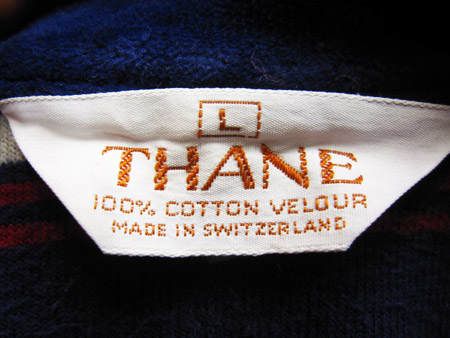 L
THANE
100% COTTON VELOUR
MADE IN SWITZERLAND